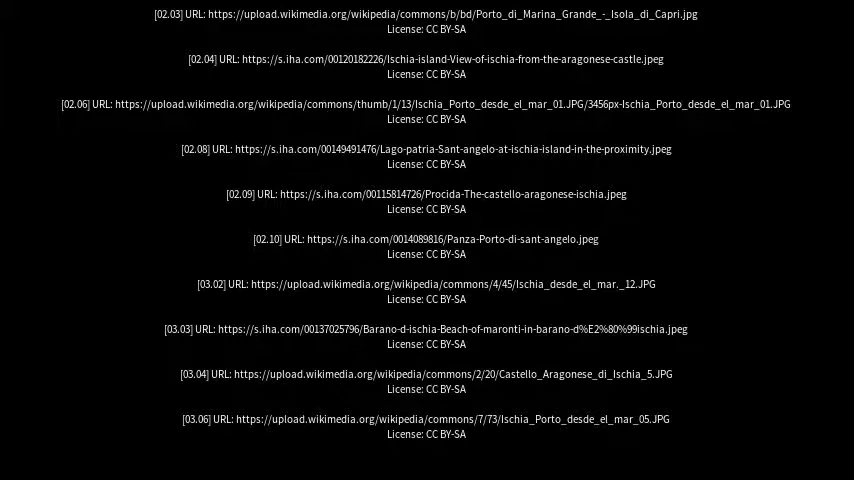 [02.03] URL: https://upload.wikimedia.org/wikipedia/commons/b/bd/Porto_di_Marina_Grande_-_Isola_di_Capri.jpg
License: CC BY-SA
[02.04] URL: https://s.iha.com/00120182226/Ischia-island-View-of-ischia-from-the-aragonese-castle.jpeg
License: CC BY-SA
[02.06] URL: https://upload.wikimedia.org/wikipedia/commons/thumb/1/13/Ischia_Porto_desde_el_mar_01.JPG/3456px-Ischia_Porto_desde_el_mar_01.JPG
License: CC BY-SA
[02.08] URL: https://s.iha.com/00149491476/Lago-patria-Sant-angelo-at-ischia-island-in-the-proximity.jpeg
License: CC BY-SA
[02.09] URL: https://s.iha.com/00115814726/Procida-The-castello-aragonese-ischia.jpeg
License: CC BY-SA
[02.10] URL: https://s.iha.com/0014089816/Panza-Porto-di-sant-angelo.jpeg
License: CC BY-SA
[03.02] URL: https://upload.wikimedia.org/wikipedia/commons/4/45/Ischia_desde_el_mar._12.JPG
License: CC BY-SA
[03.03] URL: https://s.iha.com/00137025796/Barano-d-ischia-Beach-of-maronti-in-barano-d%E2%80%99ischia.jpeg
License: CC BY-SA
[03.04] URL: https://upload.wikimedia.org/wikipedia/commons/2/20/Castello_Aragonese_di_Ischia_5.JPG
License: CC BY-SA
[03.06] URL: https://upload.wikimedia.org/wikipedia/commons/7/73/Ischia_Porto_desde_el_mar_05.JPG
License: CC BY-SA